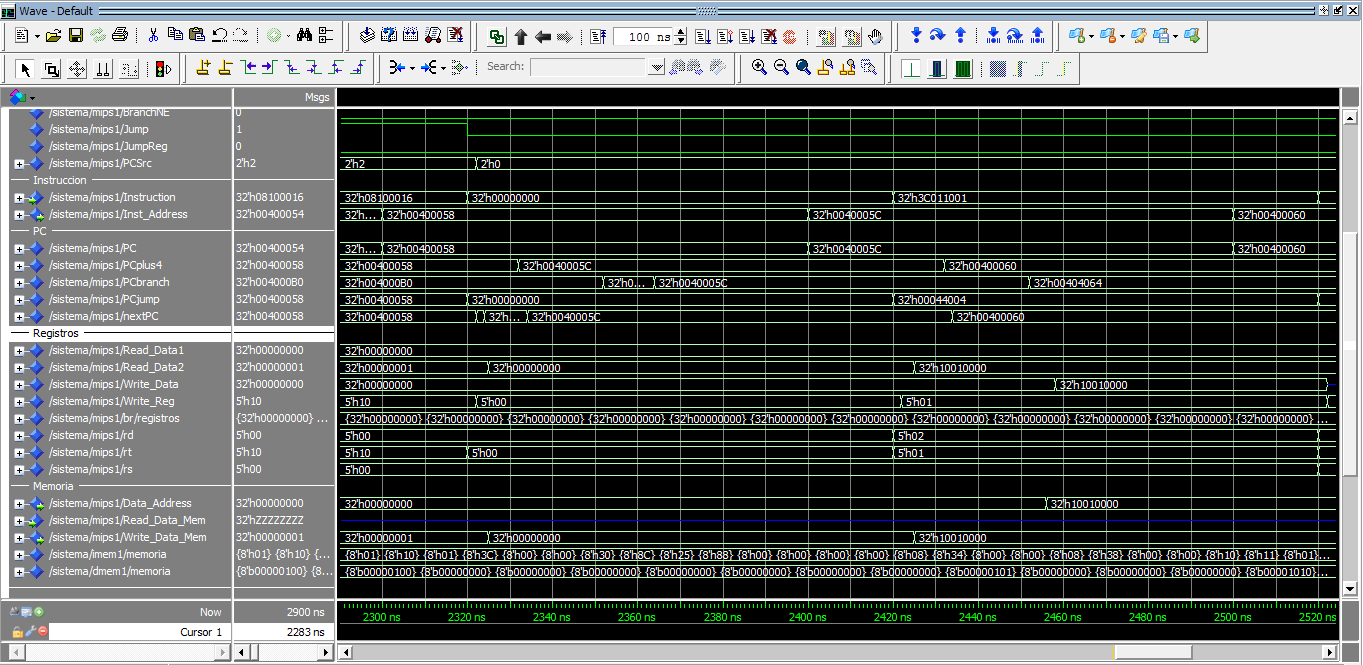 Wave - Default
100 ns
Search:
Msgs
/sistema/mips1/BranchNE 0
/sistema/mips1/Jump 1
/sistema/mips1/JumpReg 0
/sistema/mips1/PCSrc 2'h2 2'h2 2'h0
Instruccion
/sistema/mips1/Instruction 32'h08100016 32'h08100016 32'h00000000 32'h3C011001
/sistema/mips1/Inst_Address 32'h00400054 32'h... 32'h00400058 32'h0040005C 32'h00400060
PC
/sistema/mips1/PC 32'h00400054 32'h... 32'h00400058 32'h0040005C 32'h00400060
/sistema/mips1/PCplus4 32'h00400058 32'h00400058 32'h0040005C 32'h00400060
/sistema/mips1/PCbranch 32'h004000B0 32'h004000B0 32'h0... 32'h0040005C 32'h00404064
/sistema/mips1/PCjump 32'h00400058 32'h00400058 32'h00000000 32'h00044004
/sistema/mips1/nextPC 32'h00400058 32'h00400058 32'h... 32'h0040005C 32'h00400060
Registros
/sistema/mips1/Read_Data1 32'h00000000 32'h00000000
/sistema/mips1/Read_Data2 32'h00000001 32'h00000001 32'h00000000 32'h10010000
/sistema/mips1/Write_Data 32'h00000000 32'h00000000 32'h10010000
/sistema/mips1/Write_Reg 5'h10 5'h10 5'h00 5'h01
/sistema/mips1/br/registros {32'h00000000} ... {32'h00000000} {32'h00000000} {32'h00000000} {32'h00000000} {32'h00000000} {32'h00000000} {32'h00000000} {32'h00000000} {32'h00000000} {32'h00000000} {32'h00000000} {32'h00000000} ...
/sistema/mips1/rd 5'h00 5'h00 5'h02
/sistema/mips1/rt 5'h10 5'h10 5'h00 5'h01
/sistema/mips1/rs 5'h00 5'h00
Memoria
/sistema/mips1/Data_Address 32'h00000000 32'h00000000 32'h10010000
/sistema/mips1/Read_Data_Mem 32'hZZZZZZZZ
/sistema/mips1/Write_Data_Mem 32'h00000001 32'h00000001 32'h00000000 32'h10010000
/sistema/imem1/memoria {8'h01} {8'h10} {... {8'h01} {8'h10} {8'h01} {8'h3C} {8'h00} {8'h00} {8'h30} {8'h8C} {8'h25} {8'h88} {8'h00} {8'h00} {8'h00} {8'h08} {8'h34} {8'h00} {8'h00} {8'h08} {8'h38} {8'h00} {8'h00} {8'h10} {8'h11} {8'h01}...
/sistema/dmem1/memoria {8'b00000100} {8... {8'b00000100} {8'b00000000} {8'b00000000} {8'b00000000} {8'b00000000} {8'b00000000} {8'b00000000} {8'b00000000} {8'b00000101} {8'b00000000} {8'b00000000} {8'b00000000} {8'b00001010}...
Now 2900 ns
2300 ns 2320 ns 2340 ns 2360 ns 2380 ns 2400 ns 2420 ns 2440 ns 2460 ns 2480 ns 2500 ns 2520 ns
Cursor 1 2283 ns